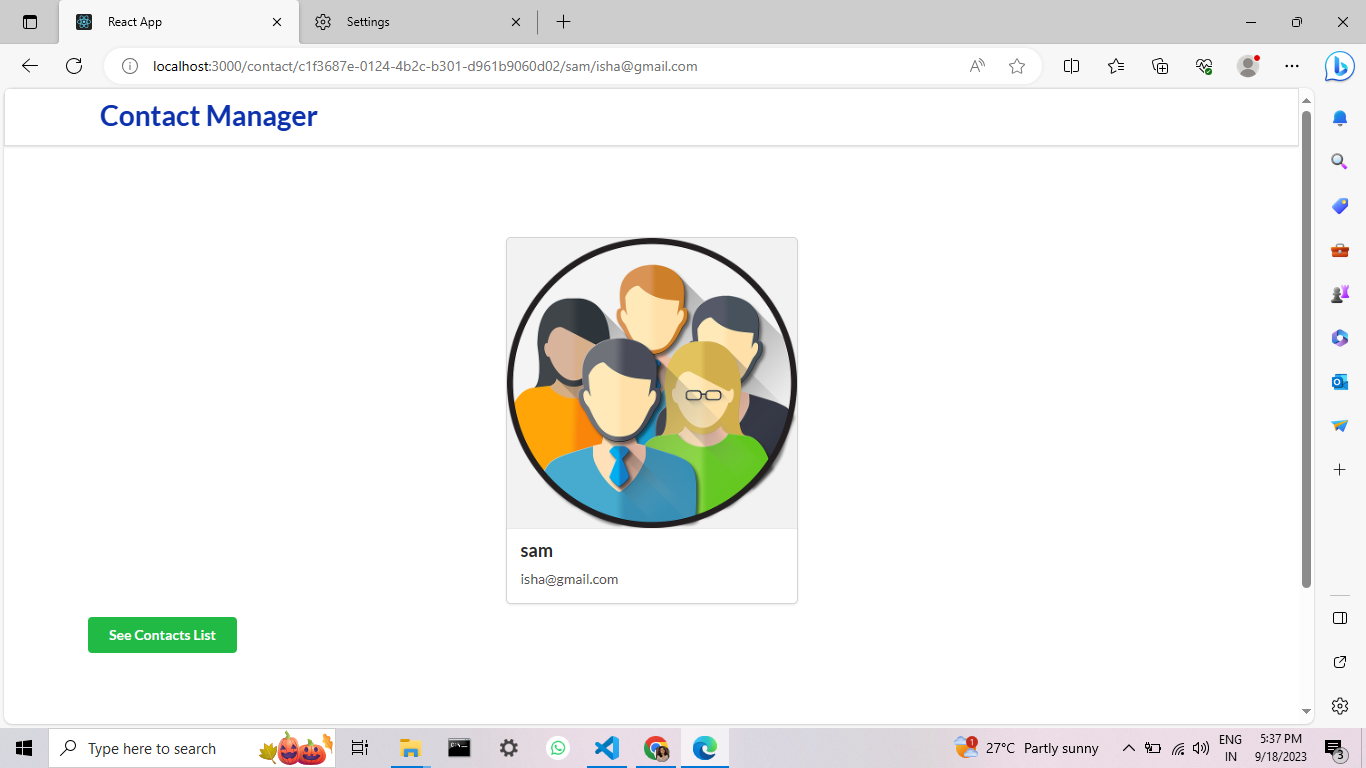 React App
Settings
localhost:3000/contact/c1f3687e-0124-4b2c-b301-d961b9060d02/sam/isha@gmail.com
Contact Manager
sam
isha@gmail.com
See Contacts List
Type here to search
27°C Partly sunny
ENG
IN
5:37 PM
9/18/2023
3